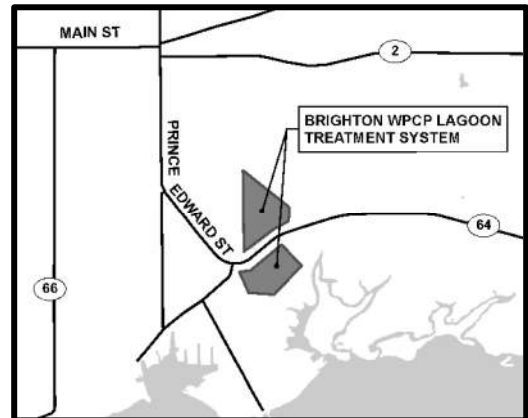 MAIN ST
2
BRIGHTON WPCP LAGOON
TREATMENT SYSTEM
PRINCE
EDWARD ST
64
66